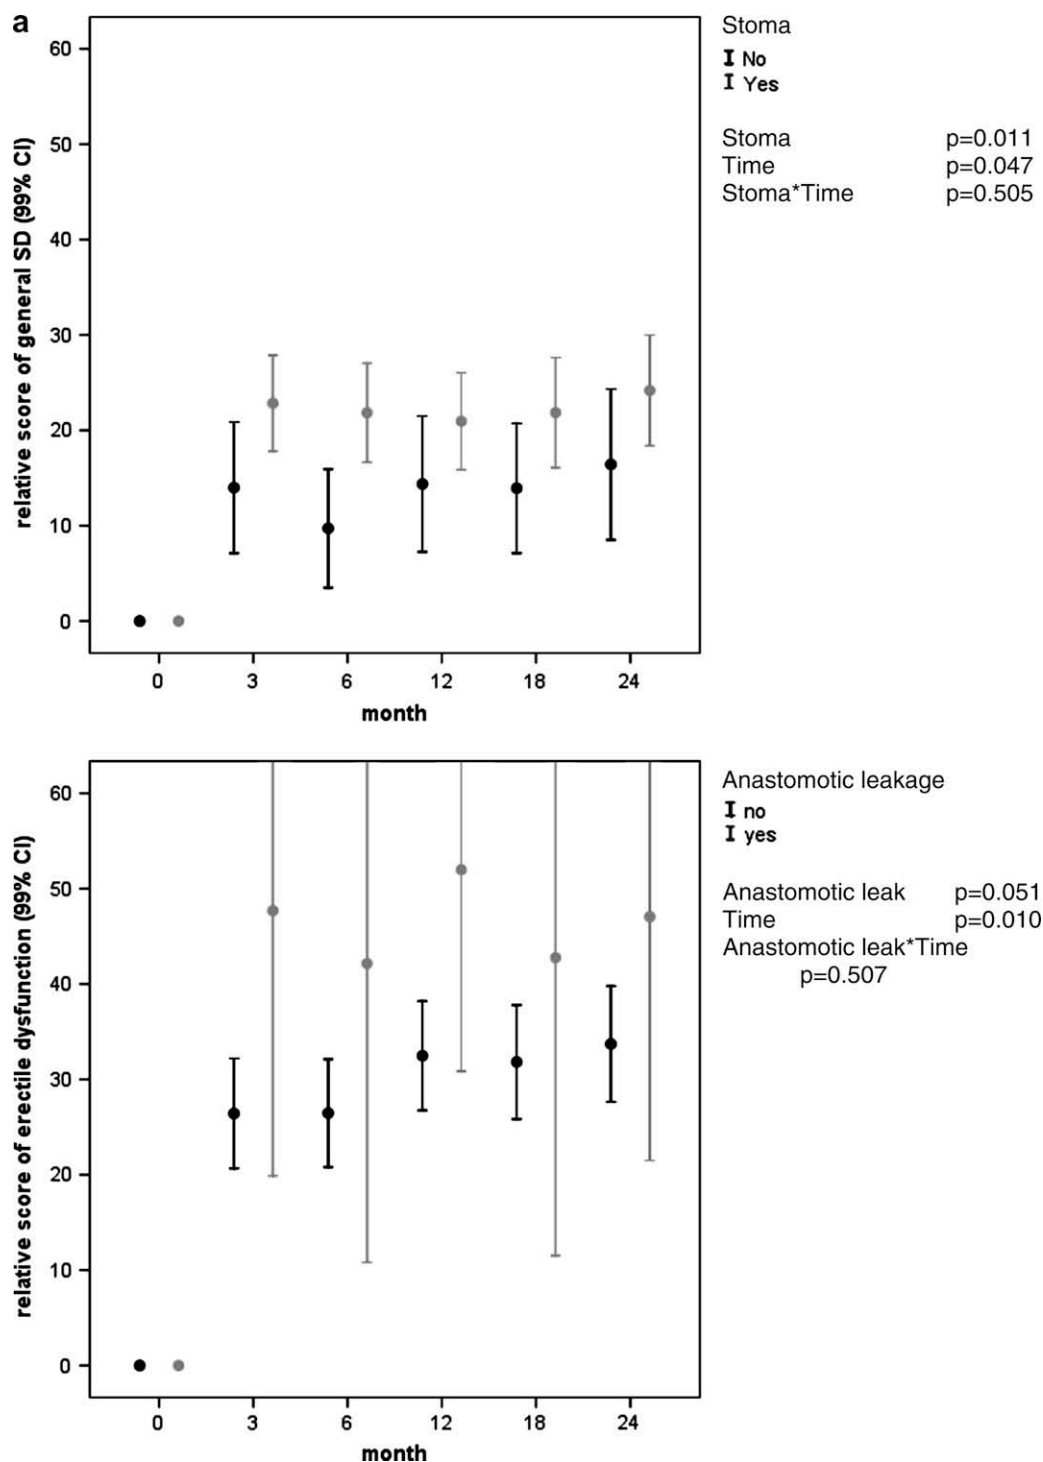 a
Stoma
I No
I Yes
Stoma p=0.011
Time p=0.047
Stoma*Time p=0.505
relative score of general SD (99% CI)
60
50
40
30
20
10
0
0 3 6 12 18 24
month
Anastomotic leakage
I no
I yes
Anastomotic leak p=0.051
Time p=0.010
Anastomotic leak*Time
p=0.507
relative score of erectile dysfunction (99% CI)
60
50
40
30
20
10
0
0 3 6 12 18 24
month